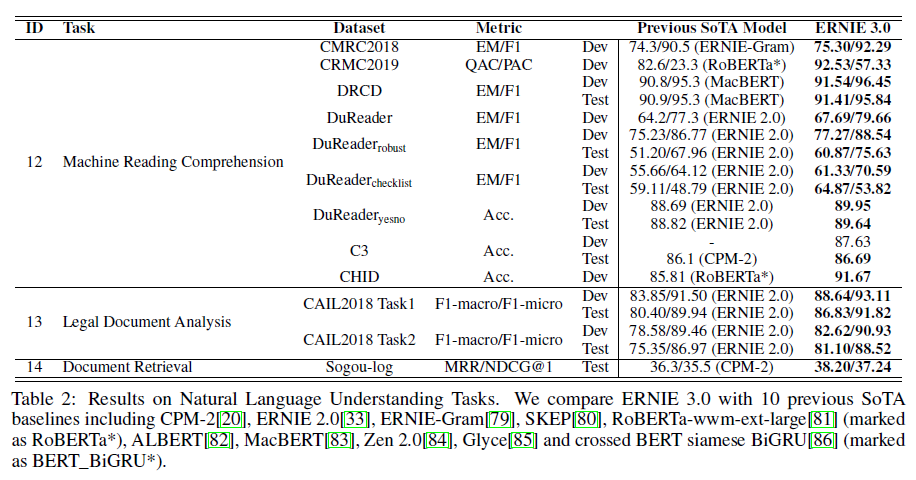 ID Task Dataset Metric Previous SoTA Model ERNIE 3.0
CMRC2018 EM/F1 Dev 74.3/90.5 (ERNIE-Gram) 75.30/92.29
CRMC2019 QAC/PAC Dev 82.6/23.3 (RoBERTa*) 92.53/57.33
DRCD EM/F1 Dev 90.8/95.3 (MacBERT) 91.54/96.45
Test 90.9/95.3 (MacBERT) 91.41/95.84
DuReader EM/F1 Dev 64.2/77.3 (ERNIE 2.0) 67.69/79.66
DuReaderrobust EM/F1 Dev 75.23/86.77 (ERNIE 2.0) 77.27/88.54
Test 51.20/67.96 (ERNIE 2.0) 60.87/75.63
12 Machine Reading Comprehension
DuReaderchecklist EM/F1 Dev 55.66/64.12 (ERNIE 2.0) 61.33/70.59
Test 59.11/48.79 (ERNIE 2.0) 64.87/53.82
DuReaderyesno Acc. Dev 88.69 (ERNIE 2.0) 89.95
Test 88.82 (ERNIE 2.0) 89.64
C3 Acc. Dev - 87.63
Test 86.1 (CPM-2) 86.69
CHID Acc. Dev 85.81 (RoBERTa*) 91.67
13 Legal Document Analysis
CAIL2018 Task1 F1-macro/F1-micro Dev 83.85/91.50 (ERNIE 2.0) 88.64/93.11
Test 80.40/89.94 (ERNIE 2.0) 86.83/91.82
CAIL2018 Task2 F1-macro/F1-micro Dev 78.58/89.46 (ERNIE 2.0) 82.62/90.93
Test 75.35/86.97 (ERNIE 2.0) 81.10/88.52
14 Document Retrieval Sogou-log MRR/NDCG@1 Test 36.3/35.5 (CPM-2) 38.20/37.24
Table 2: Results on Natural Language Understanding Tasks. We compare ERNIE 3.0 with 10 previous SoTA
baselines including CPM-2[20], ERNIE 2.0[33], ERNIE-Gram[79], SKEP[80], RoBERTa-wwm-ext-large[81] (marked
as RoBERTa*), ALBERT[82], MacBERT[83], Zen 2.0[84], Glyce[85] and crossed BERT siamese BiGRU[86] (marked
as BERT_BiGRU*).